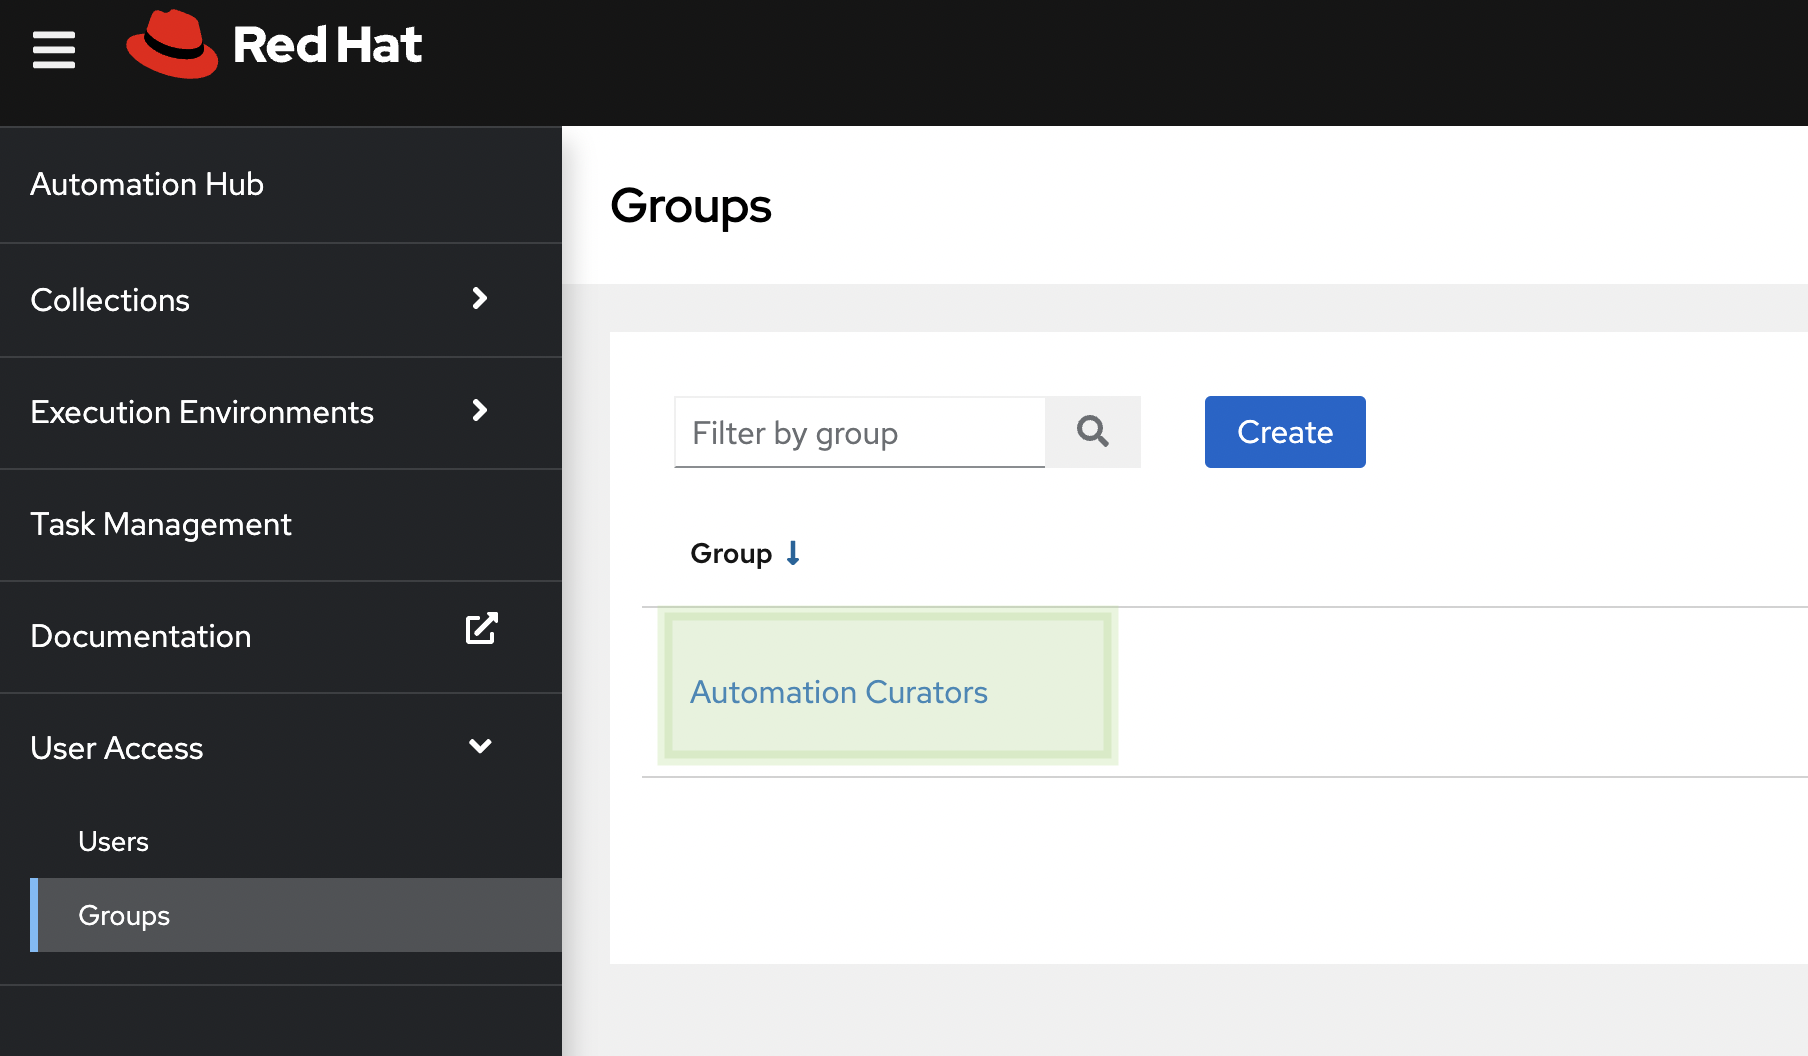 Red Hat
Automation Hub
Collections
Execution Environments
Task Management
Documentation
User Access
Users
Groups
Groups
Filter by group
Create
Group
Automation Curators